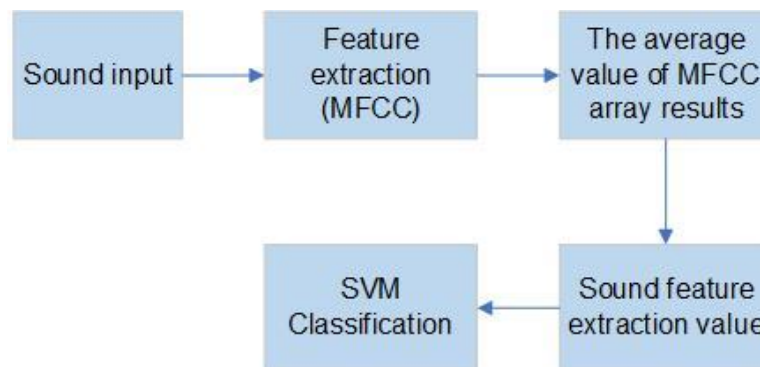 Sound input
Feature
extraction
(MFCC)
The average
value of MFCC
array results
Sound feature
extraction value
SVM
Classification